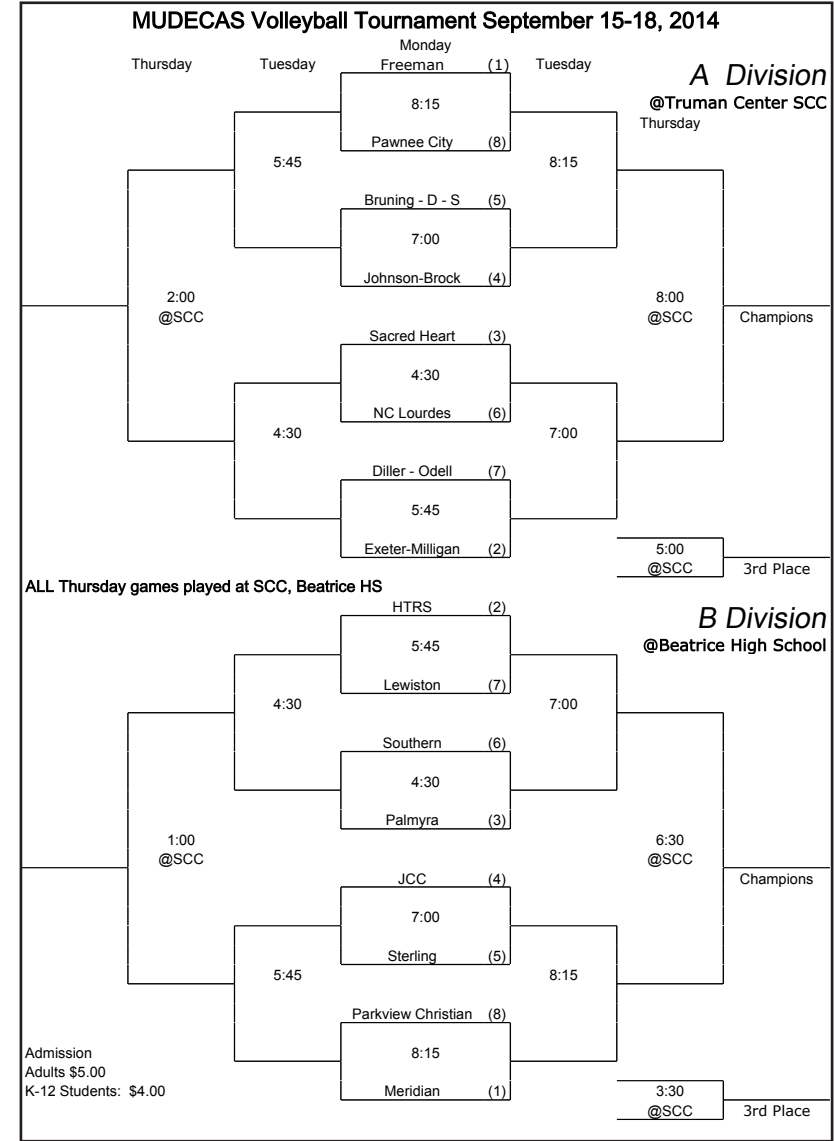 MUDECAS Volleyball Tournament September 15-18, 2014
Monday
Thursday Tuesday Freeman (1) Tuesday
A Division
8:15
@Truman Center SCC
Thursday
Pawnee City (8)
5:45 8:15
Bruning - D - S (5)
7:00
Johnson-Brock (4)
2:00 8:00
@SCC @SCC Champions
Sacred Heart (3)
4:30
NC Lourdes (6)
4:30 7:00
Diller - Odell (7)
5:45
Exeter-Milligan (2) 5:00
@SCC 3rd Place
ALL Thursday games played at SCC, Beatrice HS
HTRS (2)
B Division
5:45 @Beatrice High School
Lewiston (7)
4:30 7:00
Southern (6)
4:30
Palmyra (3)
1:00 6:30
@SCC @SCC
JCC (4) Champions
7:00
Sterling (5)
5:45 8:15
Parkview Christian (8)
Admission 8:15
Adults $5.00
K-12 Students: $4.00 Meridian (1) 3:30
@SCC 3rd Place